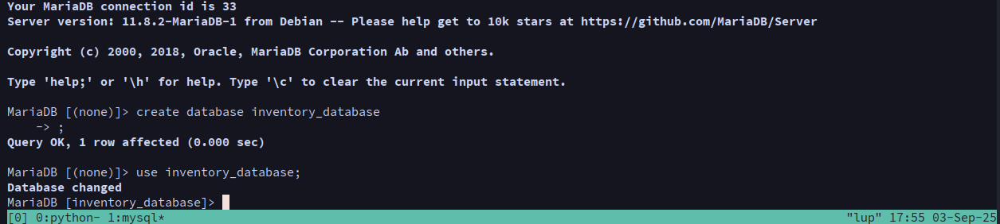 Your MariaDB connection id is 33
Server version: 11.8.2-MariaDB-1 from Debian -- Please help get to 10k stars at https://github.com/MariaDB/Server
Copyright (c) 2000, 2018, Oracle, MariaDB Corporation Ab and others.
Type 'help;' or '\h' for help. Type '\c' to clear the current input statement.
MariaDB [(none)]> create database inventory_database
    -> ;
Query OK, 1 row affected (0.000 sec)
MariaDB [(none)]> use inventory_database;
Database changed
MariaDB [inventory_database]>
[0] 0:python- 1:mysql* "lup" 17:55 03-Sep-25